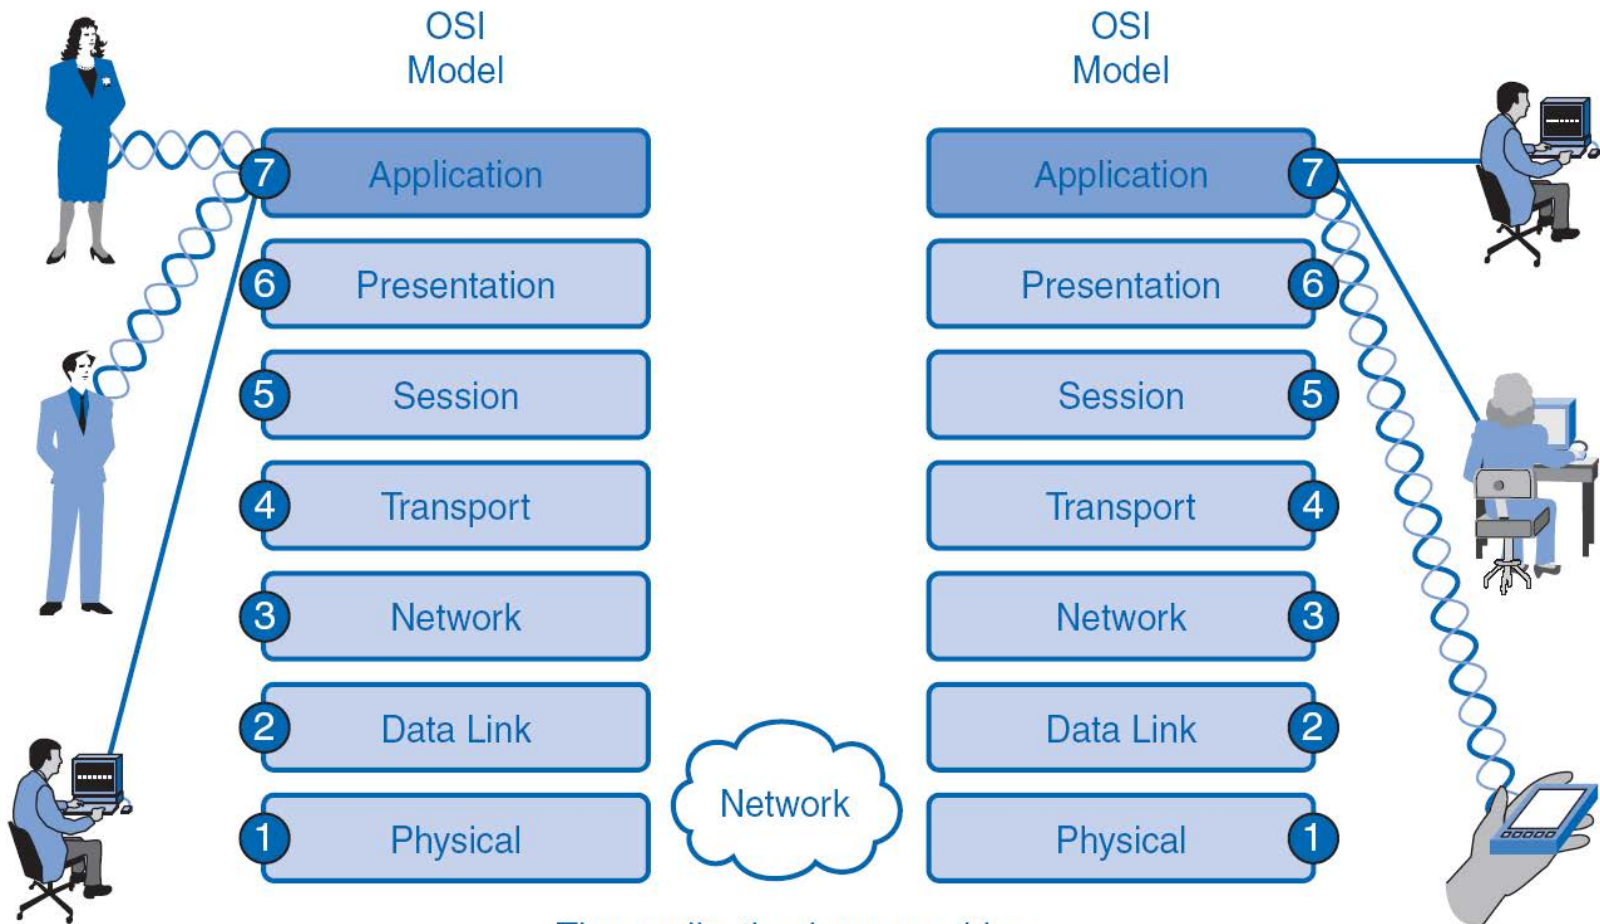 OSI
Model
OSI
Model
7 Application
Application 7
6 Presentation
Presentation 6
5 Session
Session 5
4 Transport
Transport 4
3 Network
Network 3
2 Data Link
Data Link 2
Network
1 Physical
Physical 1